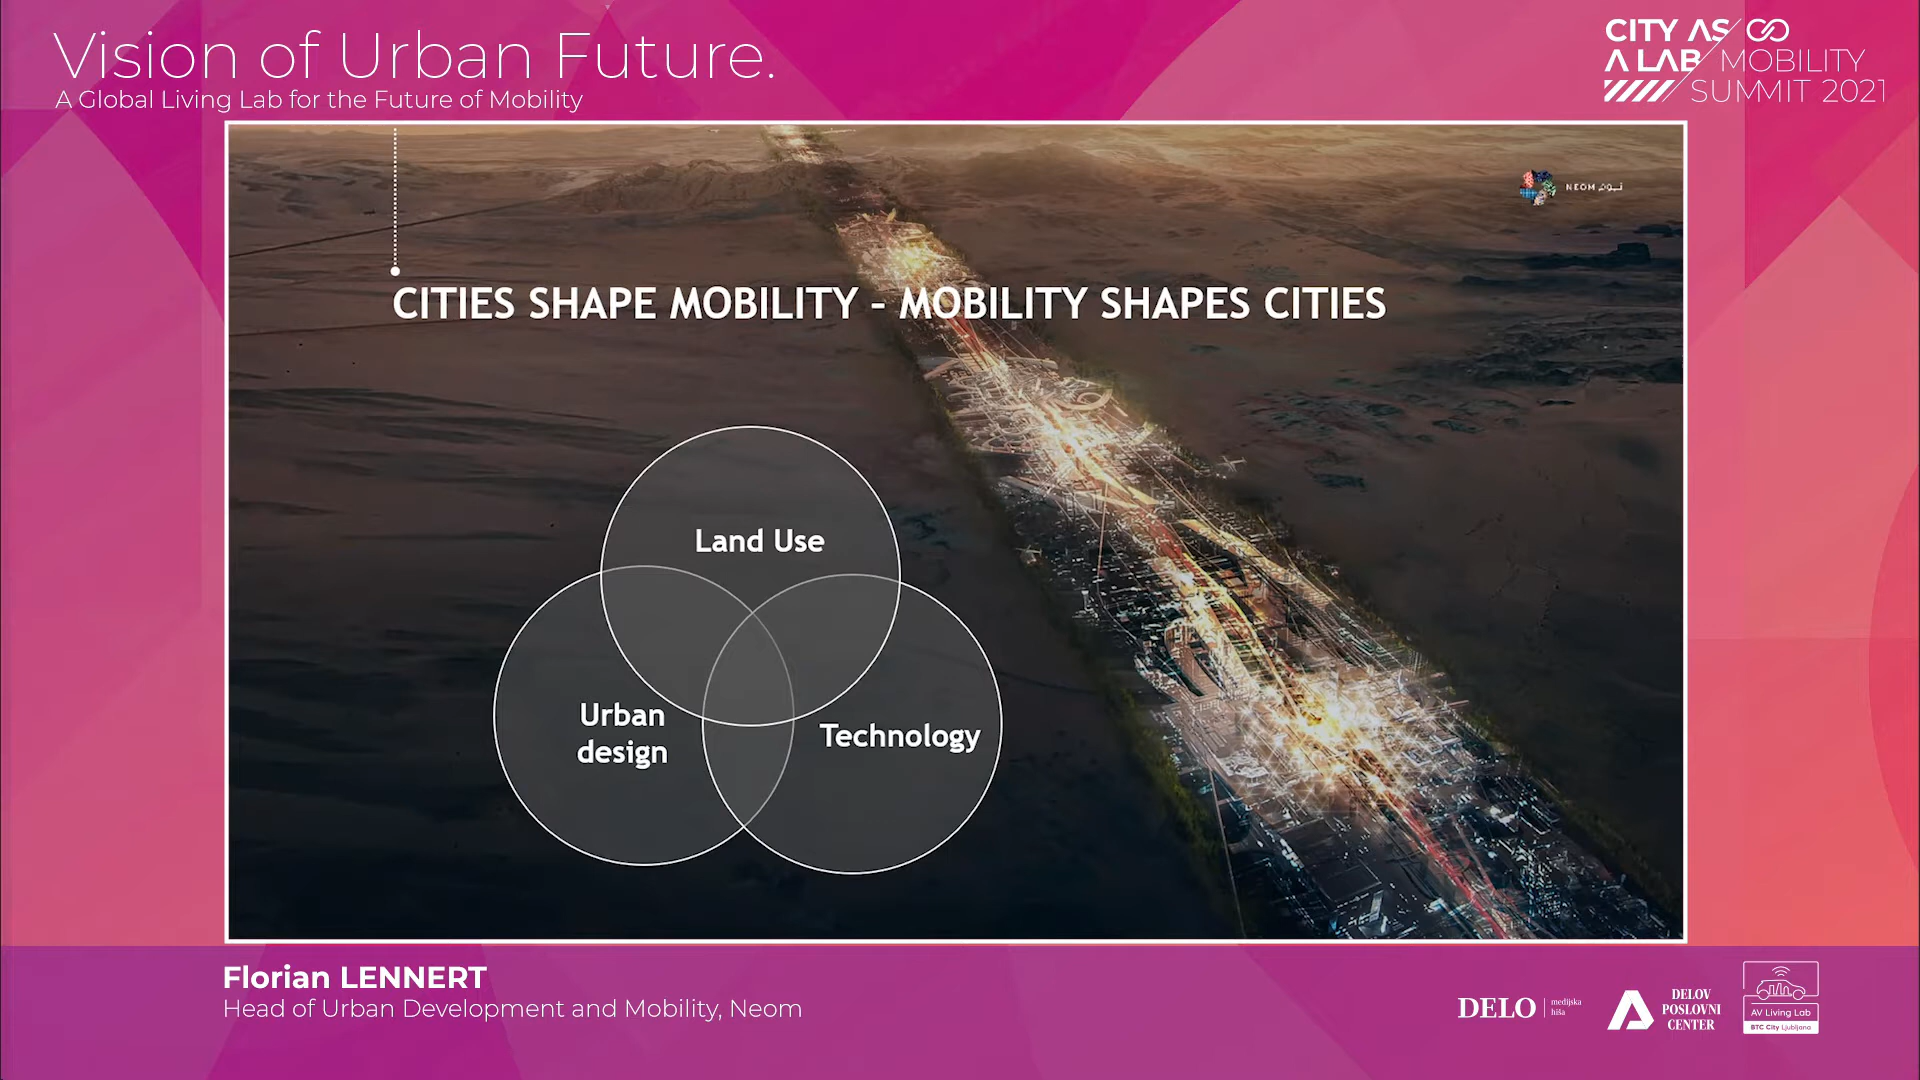 Vision of Urban Future.
A Global Living Lab for the Future of Mobility
CITY AS
A LAB MOBILITY
SUMMIT 2021
NEOM نيوم
CITIES SHAPE MOBILITY – MOBILITY SHAPES CITIES
Land Use
Urban
design
Technology
Florian LENNERT
Head of Urban Development and Mobility, Neom
DELO medijska
hiša
DELOV
POSLOVNI
CENTER
AV Living Lab
BTC City Ljubljana